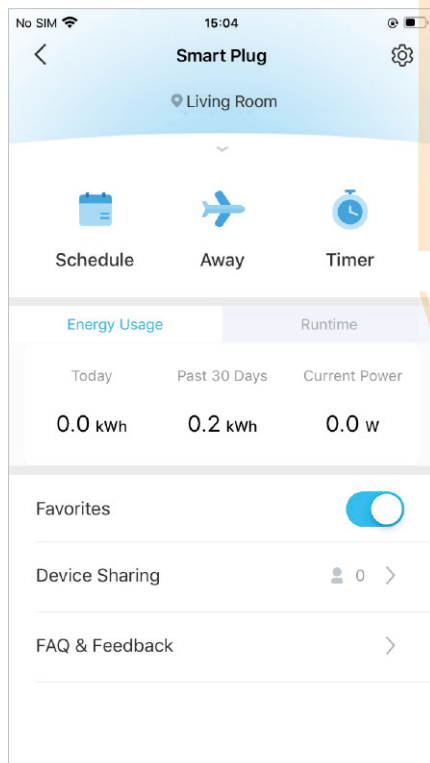 No SIM 15:04
Smart Plug
Living Room
Schedule Away Timer
Energy Usage Runtime
Today Past 30 Days Current Power
0.0 kWh 0.2 kWh 0.0 W
Favorites
Device Sharing 0
FAQ & Feedback